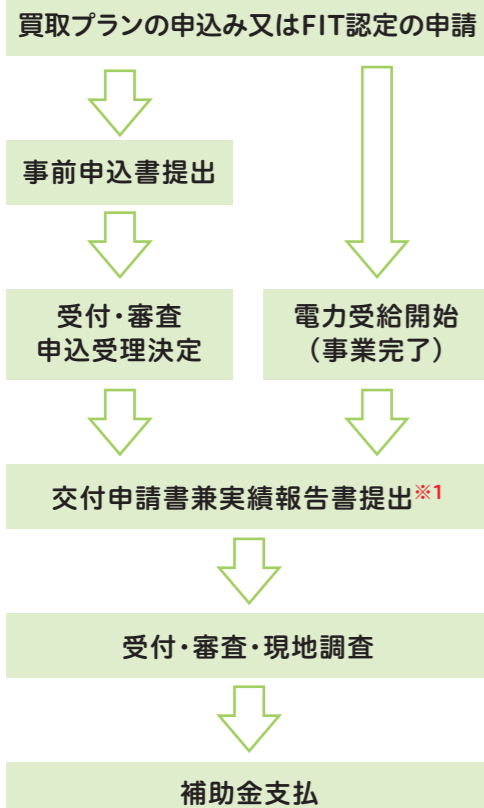 買取プランの申込み又はFIT認定の申請
事前申込書提出
受付・審査
申込受理決定
電力受給開始
（事業完了）
交付申請書兼実績報告書提出※1
受付・審査・現地調査
補助金支払